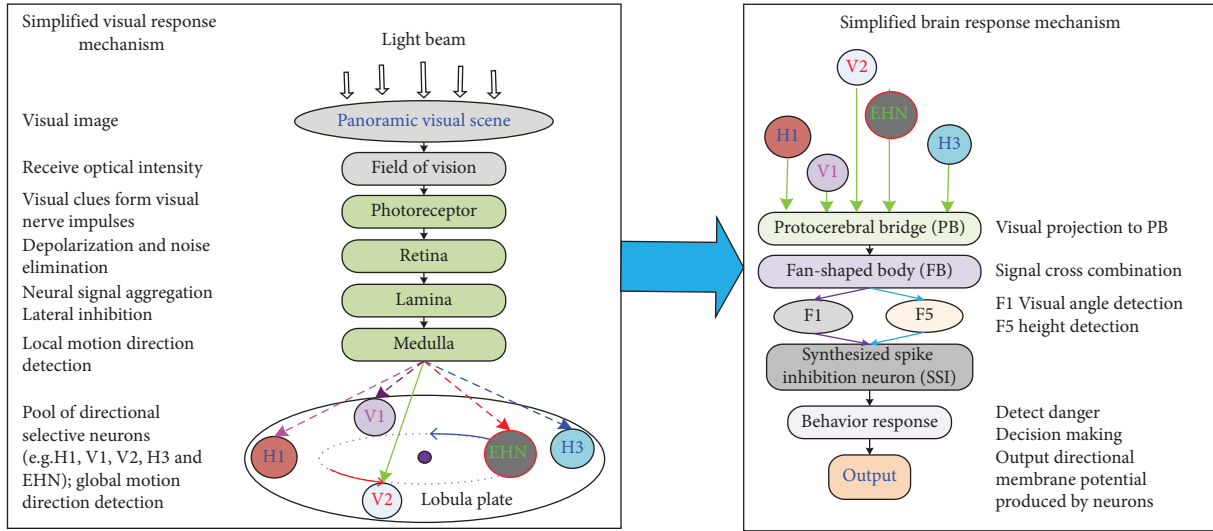 Simplified visual response
mechanism
Light beam
Visual image
Panoramic visual scene
Receive optical intensity
Field of vision
Visual clues form visual
nerve impulses
Photoreceptor
Depolarization and noise
elimination
Retina
Neural signal aggregation
Lateral inhibition
Lamina
Local motion direction
detection
Medulla
Pool of directional
selective neurons
(e.g.H1, V1, V2, H3 and
EHN); global motion
direction detection
V1
H1
EHN
H3
V2
Lobula plate
Simplified brain response mechanism
V2
EHN
H1
H3
V1
Protocerebral bridge (PB)
Visual projection to PB
Fan-shaped body (FB)
Signal cross combination
F1
F5
F1 Visual angle detection
F5 height detection
Synthesized spike
inhibition neuron (SSI)
Behavior response
Detect danger
Decision making
Output directional
membrane potential
produced by neurons
Output